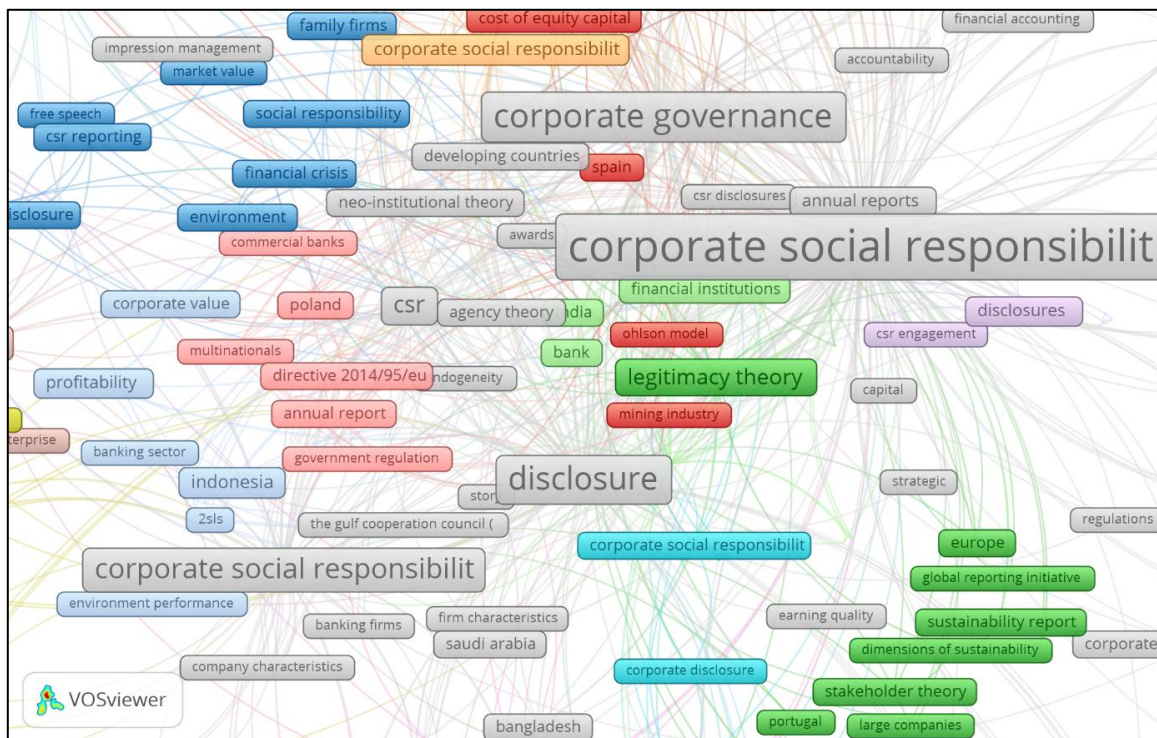 family firms
cost of equity capital
financial accounting
impression management
corporate social responsibilit
accountability
market value
free speech
social responsibility
corporate governance
csr reporting
developing countries
spain
financial crisis
neo-institutional theory
csr disclosures
annual reports
isclosure
environment
commercial banks
awards
corporate social responsibilit
corporate value
poland
csr
agency theory
ndia
financial institutions
disclosures
ohlson model
csr engagement
multinationals
bank
profitability
directive 2014/95/eu
ndogeneity
legitimacy theory
capital
annual report
mining industry
terprise
banking sector
government regulation
indonesia
story
disclosure
strategic
2sls
the gulf cooperation council (
regulations
corporate social responsibilit
corporate social responsibilit
europe
global reporting initiative
environment performance
banking firms
firm characteristics
earning quality
sustainability report
saudi arabia
dimensions of sustainability
corporate
company characteristics
corporate disclosure
stakeholder theory
VOSviewer
bangladesh
portugal
large companies